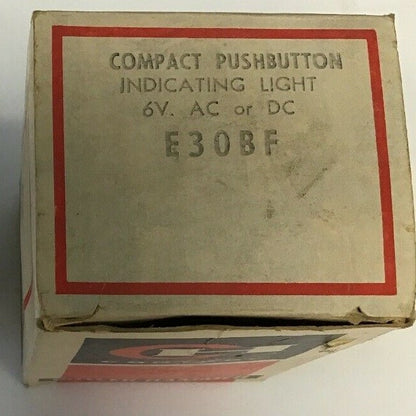 COMPACT PUSHBUTTON
INDICATING LIGHT
6V. AC or DC
E30BF